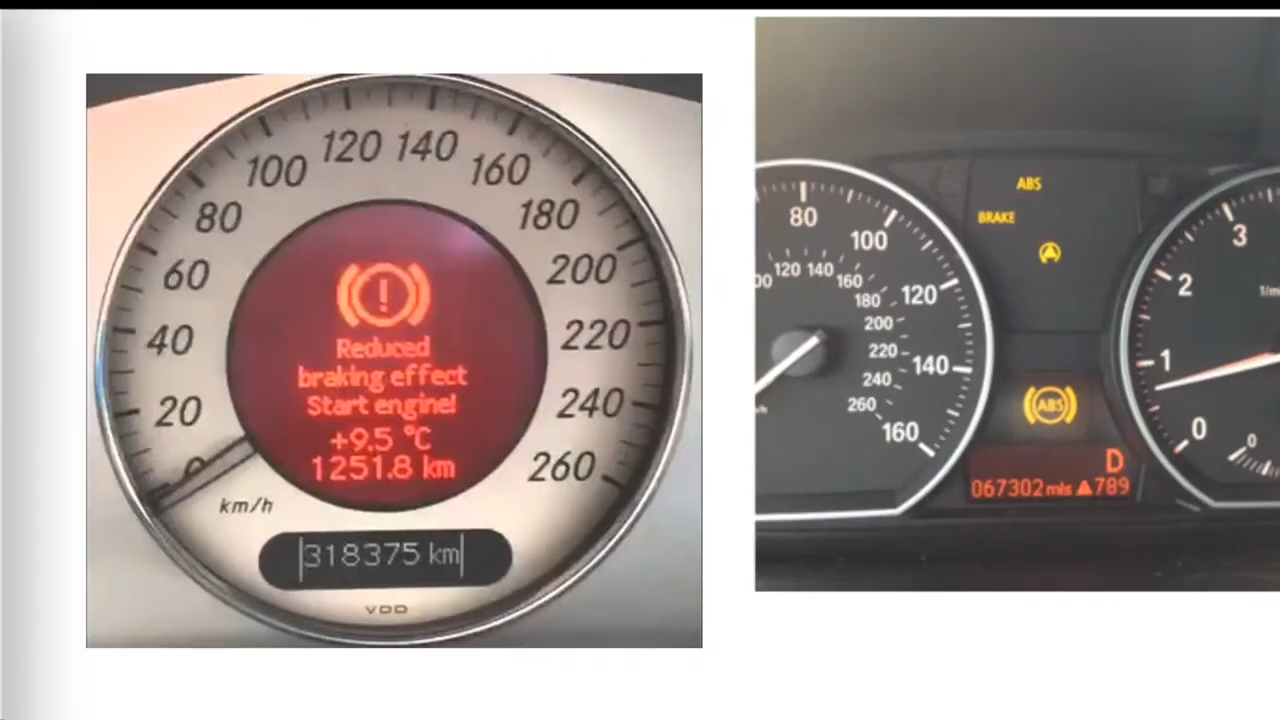 120 140
100 160
80 180
60 200
40 220
20 240
0 260
Reduced
braking effect
Start engine!
+9.5 °C
1251.8 km
km/h
318375 km
VDO
ABS
BRAKE
80
100
120
140
160
120 140
160
180
200
220
240
260
ABS
D
067302 mls ▲789
3
2
1
0
0
1/mi